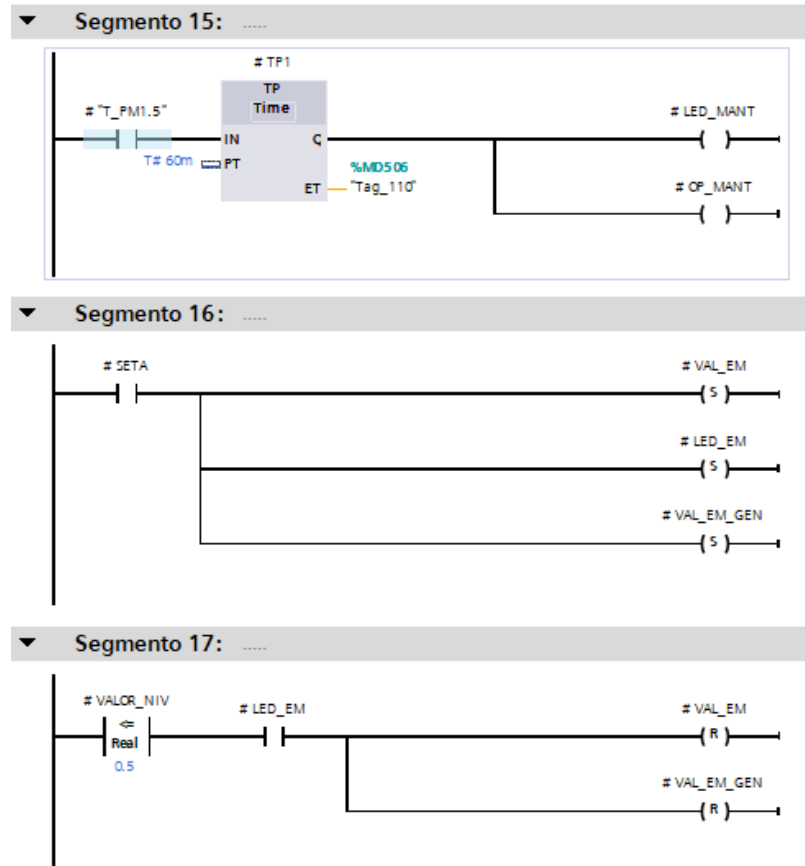 Segmento 15: .....
# TP1
TP
Time
# "T_PM1.5"
# LED_MANT
IN
Q
T# 60m
PT
%MD506
ET
"Tag_110"
# OP_MANT
Segmento 16: .....
# SETA
# VAL_EM
S
# LED_EM
S
# VAL_EM_GEN
S
Segmento 17: .....
# VALOR_NIV
# LED_EM
# VAL_EM
<=
Real
R
0.5
# VAL_EM_GEN
R